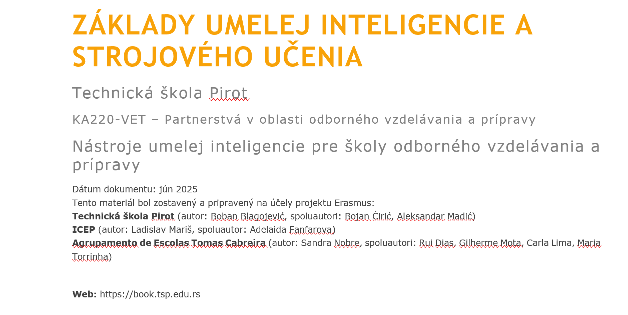 ZÁKLADY UMELEJ INTELIGENCIE A
STROJOVÉHO UČENIA
Technická škola Pirot
KA220-VET – Partnerstvá v oblasti odborného vzdelávania a prípravy
Nástroje umelej inteligencie pre školy odborného vzdelávania a
prípravy
Dátum dokumentu: jún 2025
Tento materiál bol zostavený a pripravený na účely projektu Erasmus:
Technická škola Pirot (autor: Boban Blagojević, spoluautori: Bojan Ćirić, Aleksandar Madić)
ICEP (autor: Ladislav Mariš, spoluautor: Adelaida Fanfarova)
Agrupamento de Escolas Tomas Cabreira (autor: Sandra Nobre, spoluautori: Rui Dias, Gilherme Mota, Carla Lima, Maria
Torrinha)
Web: https://book.tsp.edu.rs